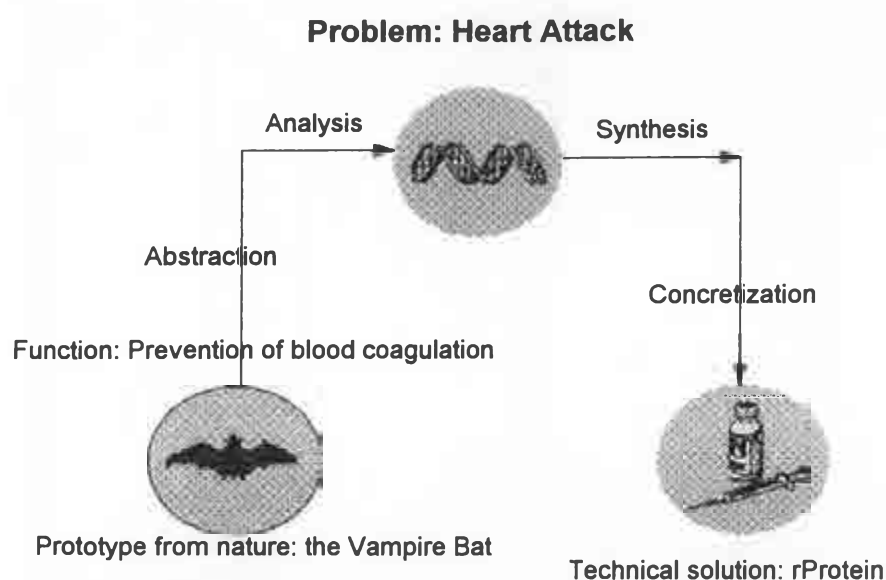 Problem: Heart Attack
Analysis
Synthesis
Abstraction
Concretization
Function: Prevention of blood coagulation
Prototype from nature: the Vampire Bat
Technical solution: rProtein